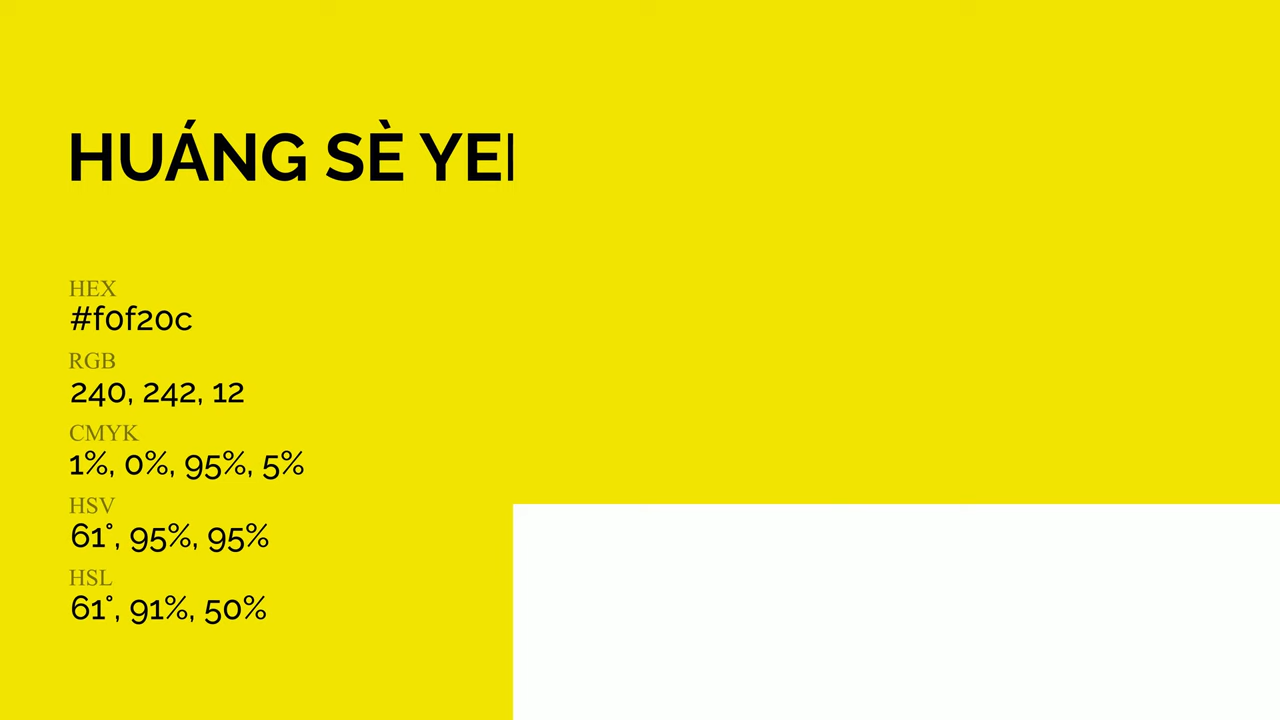 HUÁNG SÈ
HEX
#f0f20c
RGB
240, 242, 12
CMYK
1%, 0%, 95%, 5%
HSV
61°, 95%, 95%
HSL
61°, 91%, 50%